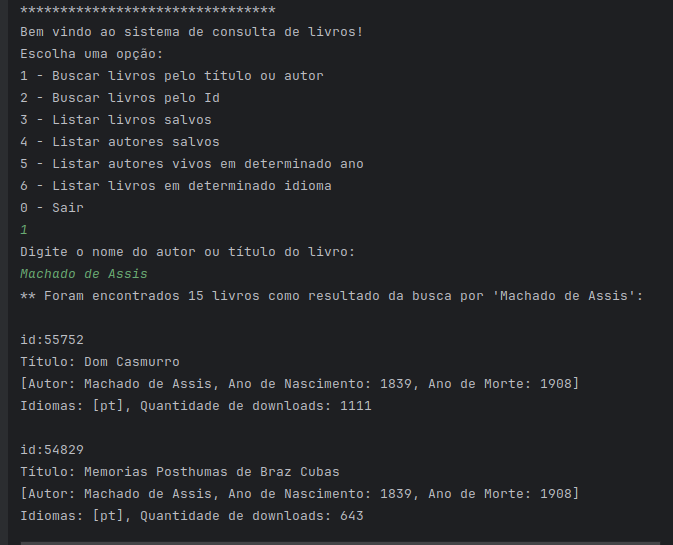 ********************************
Bem vindo ao sistema de consulta de livros!
Escolha uma opção:
1 - Buscar livros pelo título ou autor
2 - Buscar livros pelo Id
3 - Listar livros salvos
4 - Listar autores salvos
5 - Listar autores vivos em determinado ano
6 - Listar livros em determinado idioma
0 - Sair
1
Digite o nome do autor ou título do livro:
Machado de Assis
** Foram encontrados 15 livros como resultado da busca por 'Machado de Assis':
id:55752
Título: Dom Casmurro
[Autor: Machado de Assis, Ano de Nascimento: 1839, Ano de Morte: 1908]
Idiomas: [pt], Quantidade de downloads: 1111
id:54829
Título: Memorias Posthumas de Braz Cubas
[Autor: Machado de Assis, Ano de Nascimento: 1839, Ano de Morte: 1908]
Idiomas: [pt], Quantidade de downloads: 643